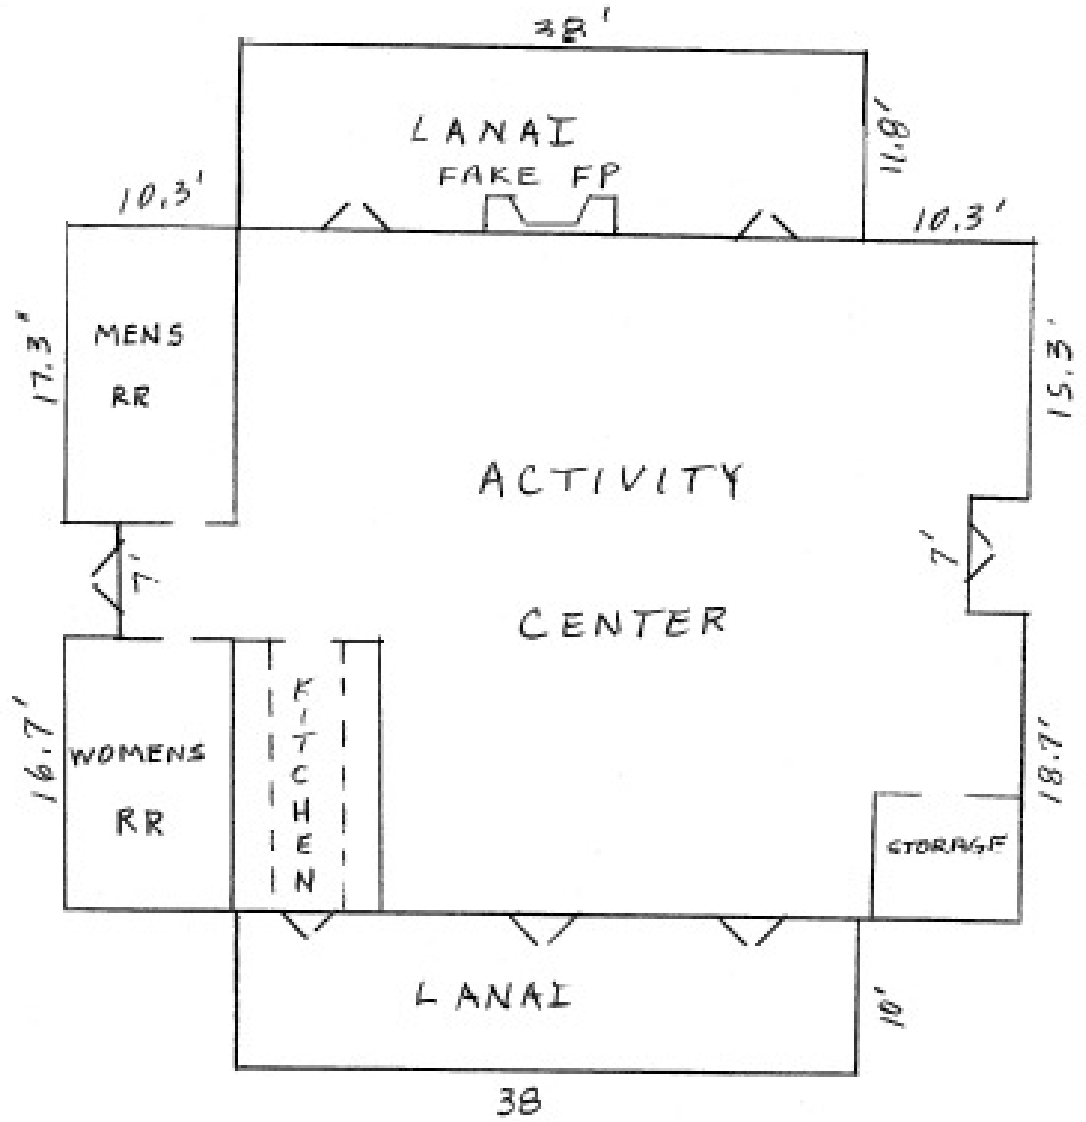 38'
LANAI
11.8'
FAKE FP
10.3'
10.3'
MENS
RR
17.3"
15.3'
ACTIVITY
7'
7'
CENTER
KITCHEN
16.7'
WOMENS
RR
18.7'
STORAGE
LANAI
10'
38